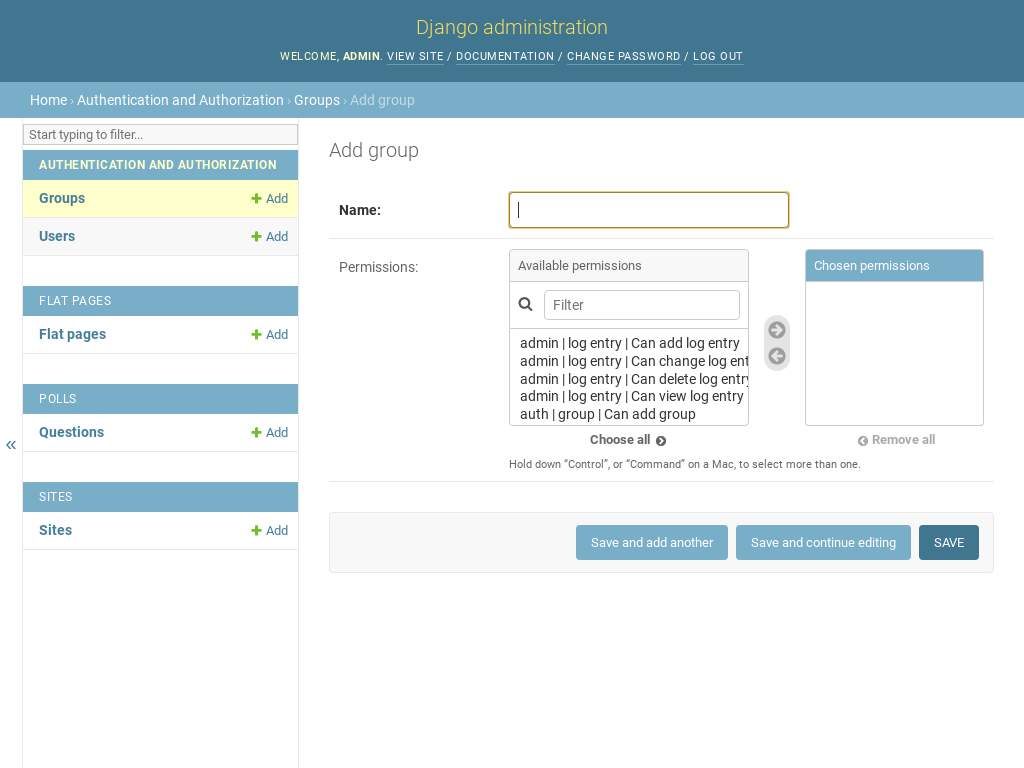 Django administration
WELCOME, ADMIN. VIEW SITE / DOCUMENTATION / CHANGE PASSWORD / LOG OUT
Home › Authentication and Authorization › Groups › Add group
Start typing to filter...
AUTHENTICATION AND AUTHORIZATION
Groups Add
Users Add
FLAT PAGES
Flat pages Add
POLLS
Questions Add
SITES
Sites Add
«
Add group
Name:
Permissions:
Available permissions
Filter
admin | log entry | Can add log entry
admin | log entry | Can change log ent
admin | log entry | Can delete log entry
admin | log entry | Can view log entry
auth | group | Can add group
Choose all
Chosen permissions
Remove all
Hold down “Control”, or “Command” on a Mac, to select more than one.
Save and add another
Save and continue editing
SAVE